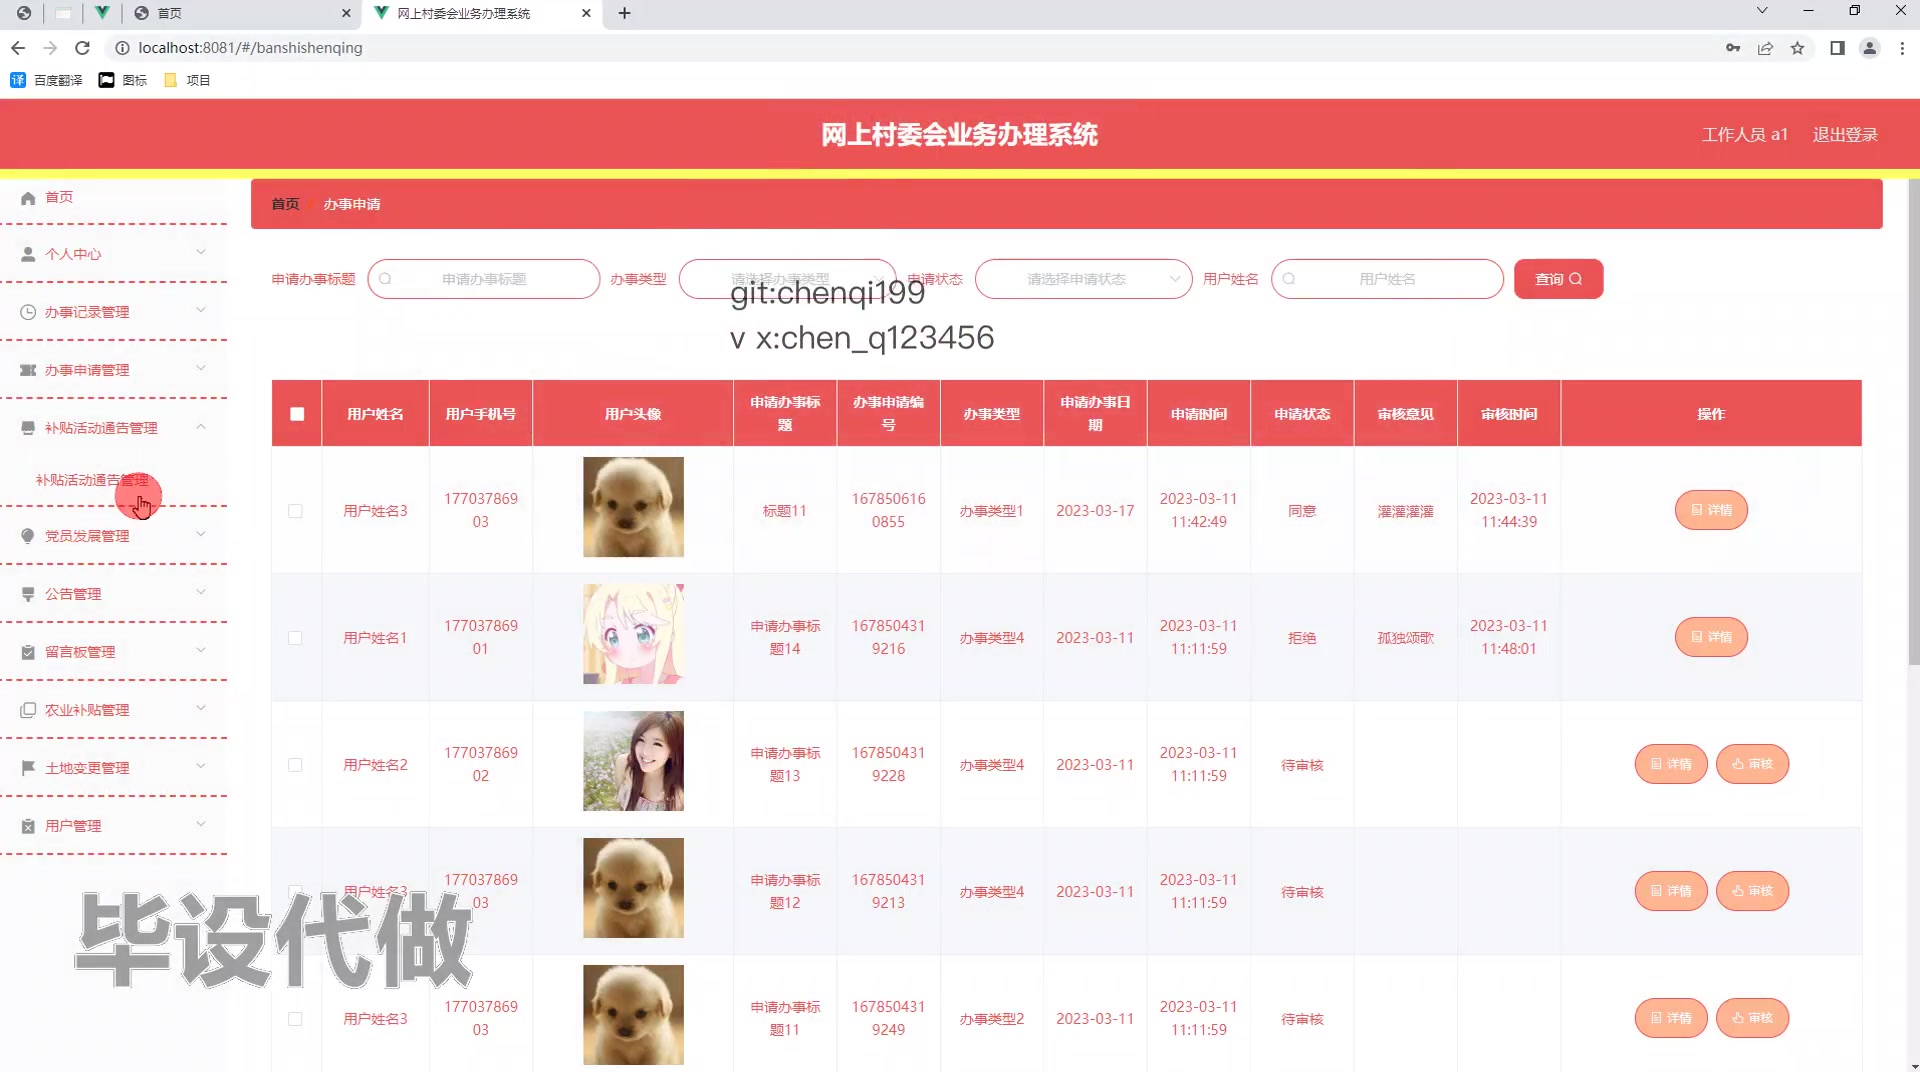 首页
网上村委会业务办理系统
localhost:8081/#/banshishenqing
译 百度翻译
图标
项目
网上村委会业务办理系统
工作人员 a1
退出登录
首页
个人中心
办事记录管理
办事申请管理
补贴活动通告管理
补贴活动通告管理
党员发展管理
公告管理
留言板管理
农业补贴管理
土地变更管理
用户管理
首页 办事申请
申请办事标题 申请办事标题 办事类型 请选择办事类型 申请状态 请选择申请状态 用户姓名 用户姓名 查询
git:chenqi199
v x:chen_q123456
用户姓名 用户手机号 用户头像 申请办事标题 办事申请编号 办事类型 申请办事日期 申请时间 申请状态 审核意见 审核时间 操作
用户姓名3 17703786903 标题11 1678506160855 办事类型1 2023-03-17 2023-03-11 11:42:49 同意 灌灌灌灌 2023-03-11 11:44:39 详情
用户姓名1 17703786901 申请办事标题14 1678504319216 办事类型4 2023-03-11 2023-03-11 11:11:59 拒绝 孤独颂歌 2023-03-11 11:48:01 详情
用户姓名2 17703786902 申请办事标题13 1678504319228 办事类型4 2023-03-11 2023-03-11 11:11:59 待审核 详情 审核
用户姓名3 17703786903 申请办事标题12 1678504319213 办事类型4 2023-03-11 2023-03-11 11:11:59 待审核 详情 审核
用户姓名3 17703786903 申请办事标题11 1678504319249 办事类型2 2023-03-11 2023-03-11 11:11:59 待审核 详情 审核
毕设代做